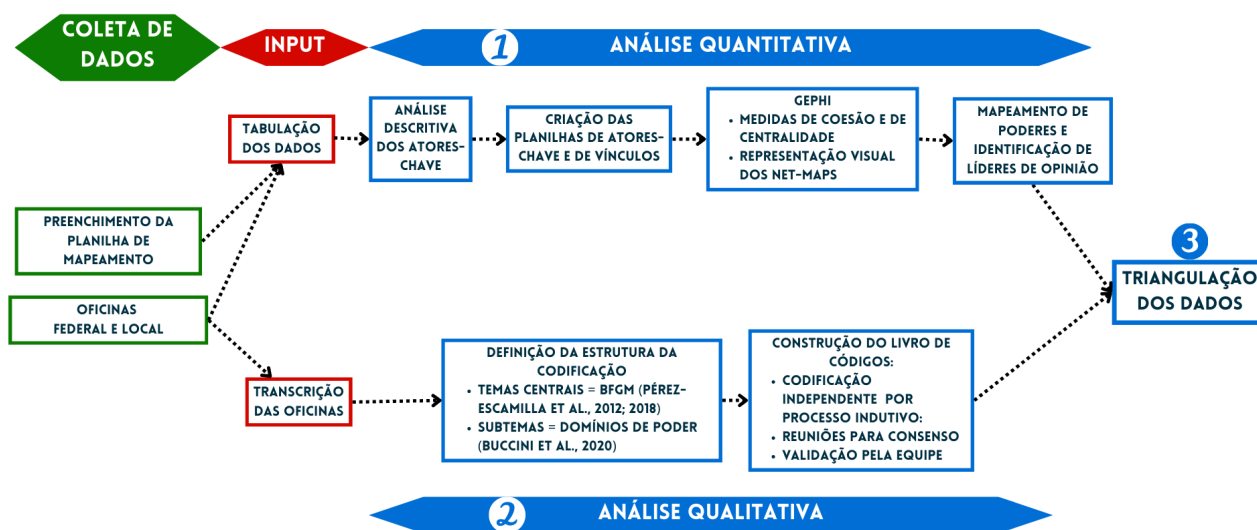 COLETA DE
DADOS
INPUT
1
ANÁLISE QUANTITATIVA
TABULAÇÃO
DOS DADOS
ANÁLISE
DESCRITIVA
DOS ATORES-
CHAVE
CRIAÇÃO DAS
PLANILHAS DE ATORES-
CHAVE E DE VÍNCULOS
GEPHI
• MEDIDAS DE COESÃO E DE
CENTRALIDADE
• REPRESENTAÇÃO VISUAL
DOS NET-MAPS
MAPEAMENTO DE
PODERES E
IDENTIFICAÇÃO DE
LÍDERES DE OPINIÃO
PREENCHIMENTO DA
PLANILHA DE
MAPEAMENTO
OFICINAS
FEDERAL E LOCAL
3
TRIANGULAÇÃO
DOS DADOS
TRANSCRIÇÃO
DAS OFICINAS
DEFINIÇÃO DA ESTRUTURA DA
CODIFICAÇÃO
• TEMAS CENTRAIS = BFGM (PÉREZ-
ESCAMILLA ET AL., 2012; 2018)
• SUBTEMAS = DOMÍNIOS DE PODER
(BUCCINI ET AL., 2020)
CONSTRUÇÃO DO LIVRO DE
CÓDIGOS:
• CODIFICAÇÃO
INDEPENDENTE POR
PROCESSO INDUTIVO:
• REUNIÕES PARA CONSENSO
• VALIDAÇÃO PELA EQUIPE
2
ANÁLISE QUALITATIVA